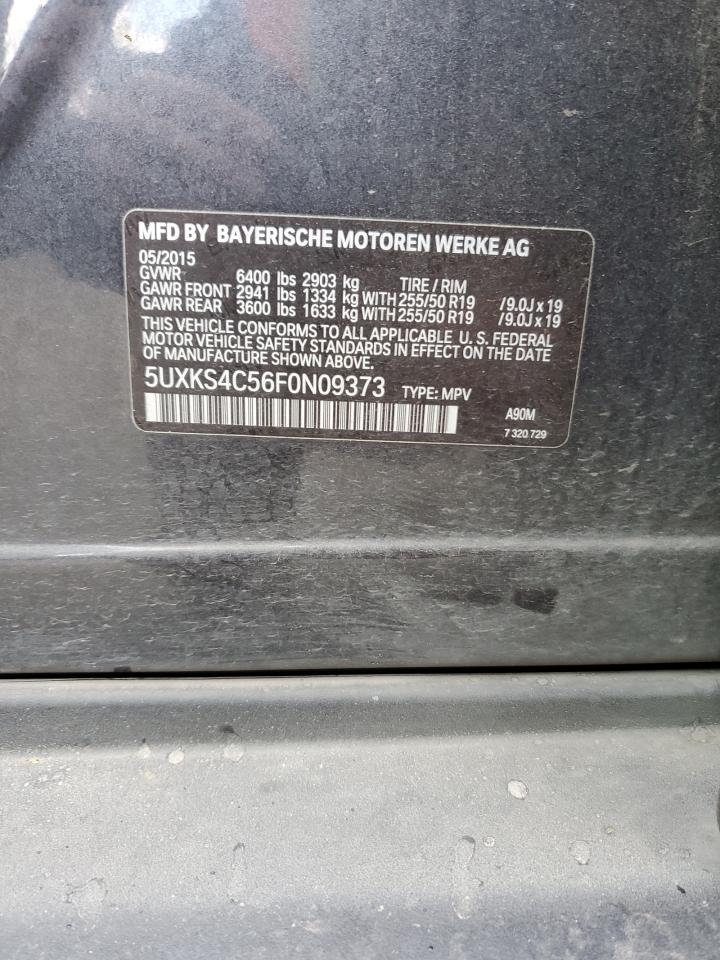 MFD BY BAYERISCHE MOTOREN WERKE AG
05/2015
GVWR 6400 lbs 2903 kg TIRE / RIM
GAWR FRONT 2941 lbs 1334 kg WITH 255/50 R19 /9.0J x 19
GAWR REAR 3600 lbs 1633 kg WITH 255/50 R19 /9.0J x 19
THIS VEHICLE CONFORMS TO ALL APPLICABLE U. S. FEDERAL
MOTOR VEHICLE SAFETY STANDARDS IN EFFECT ON THE DATE
OF MANUFACTURE SHOWN ABOVE.
5UXKS4C56F0N09373 TYPE: MPV
A90M
7 320 729